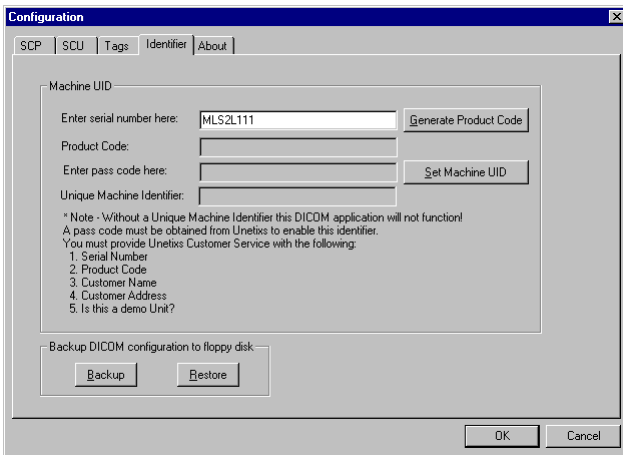 Configuration
SCP SCU Tags Identifier About
Machine UID
Enter serial number here: MLS2L111 Generate Product Code
Product Code:
Enter pass code here: Set Machine UID
Unique Machine Identifier:
* Note - Without a Unique Machine Identifier this DICOM application will not function!
A pass code must be obtained from Unetixs to enable this identifier.
You must provide Unetixs Customer Service with the following:
1. Serial Number
2. Product Code
3. Customer Name
4. Customer Address
5. Is this a demo Unit?
Backup DICOM configuration to floppy disk
Backup Restore
OK Cancel